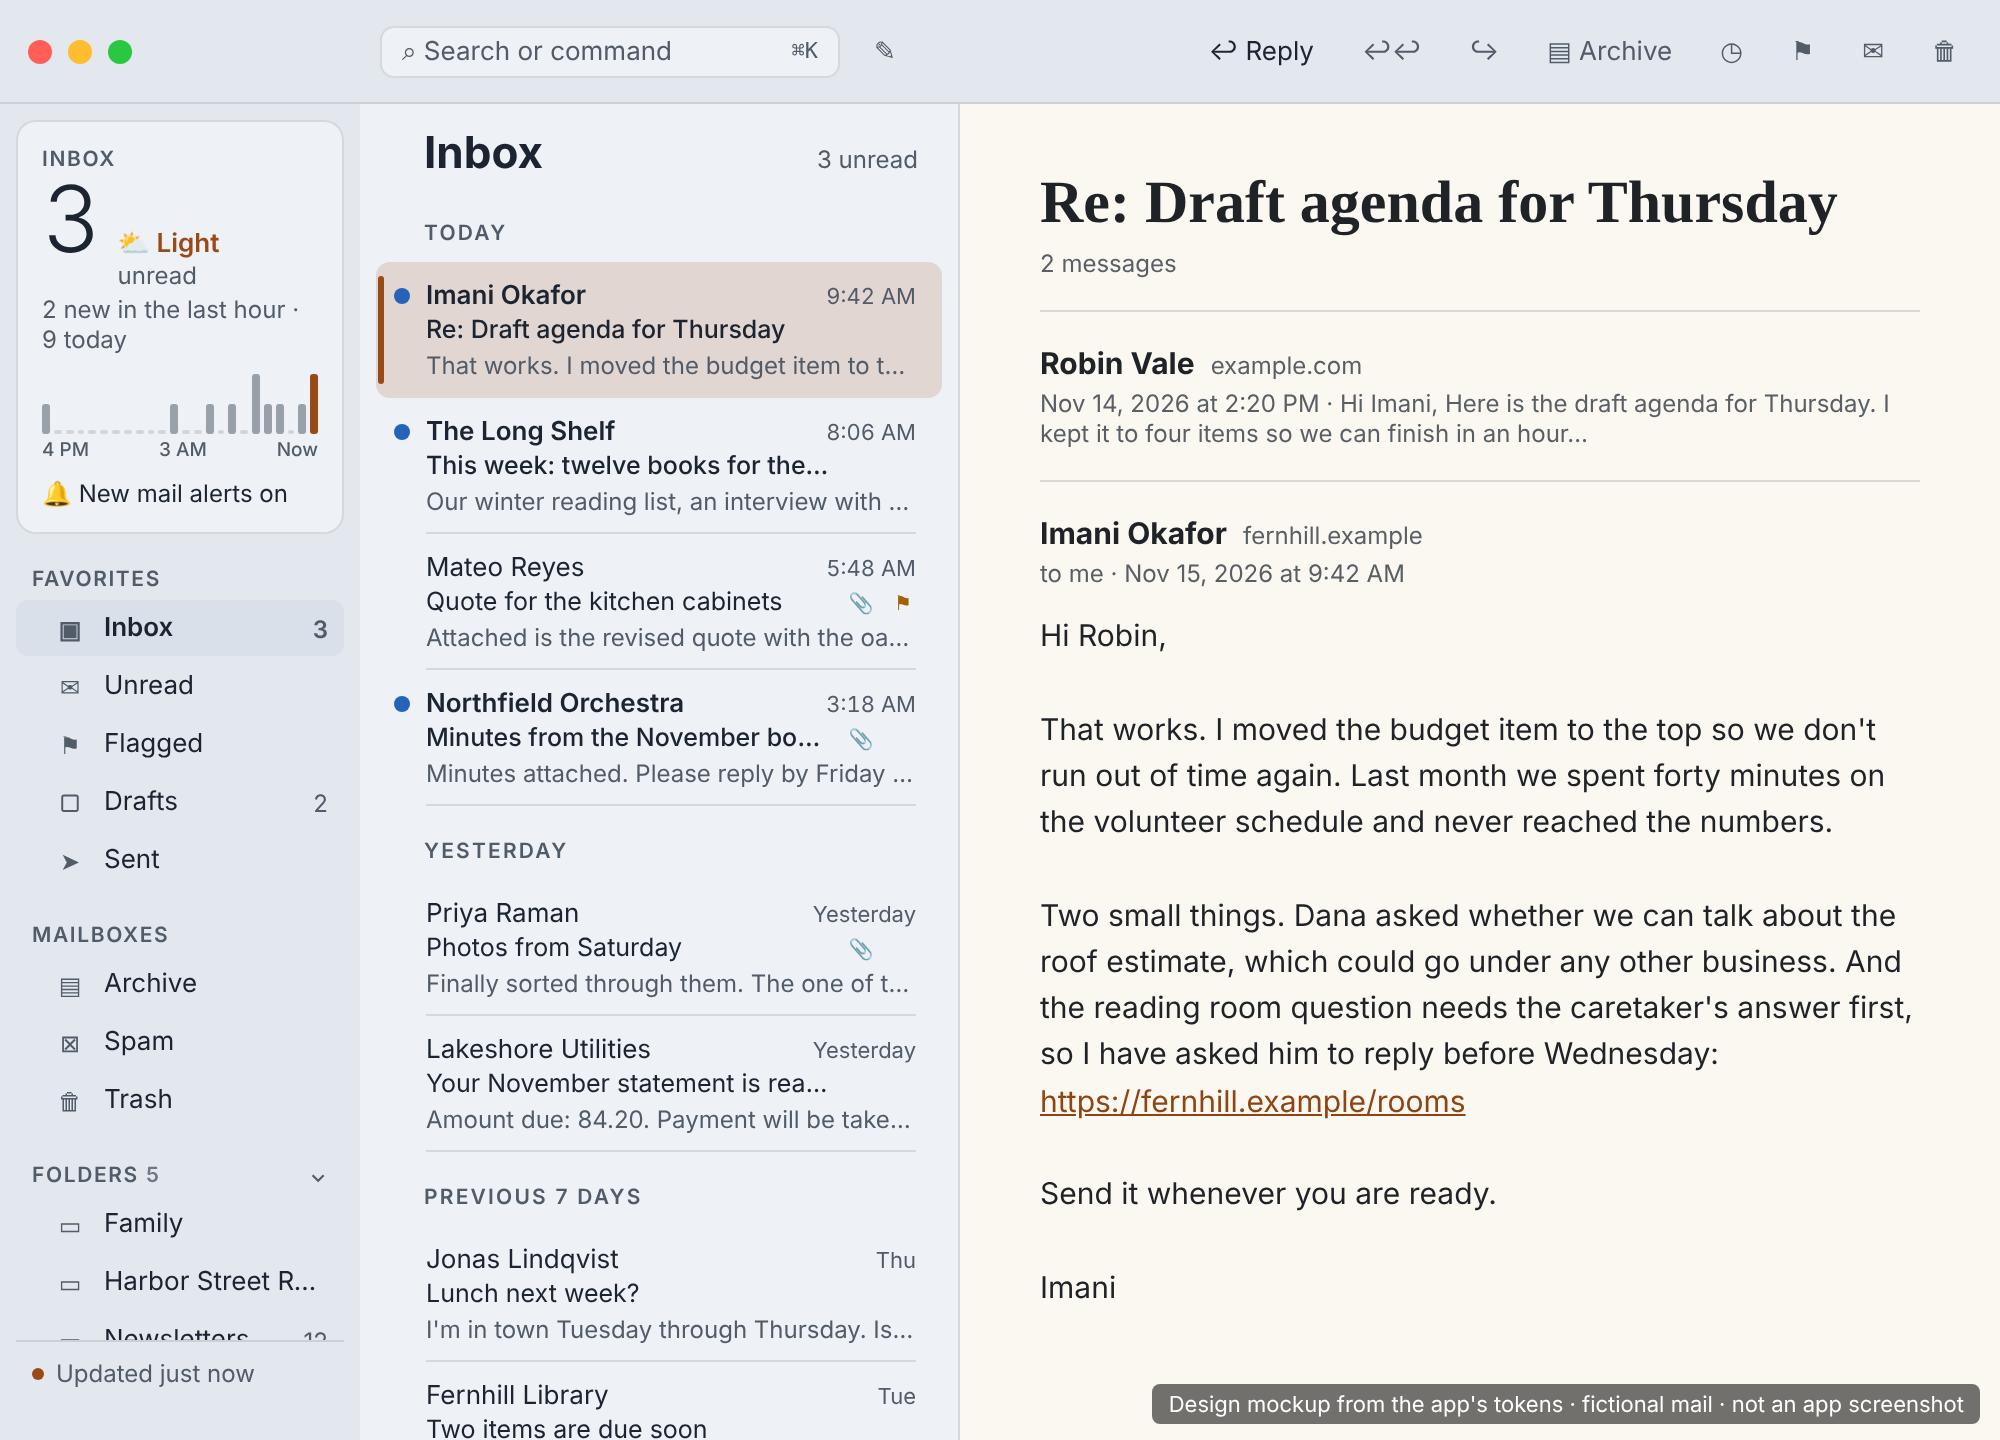 Search or command ⌘K
Reply
Archive
INBOX
3
Light
unread
2 new in the last hour ·
9 today
4 PM 3 AM Now
New mail alerts on
FAVORITES
Inbox 3
Unread
Flagged
Drafts 2
Sent
MAILBOXES
Archive
Spam
Trash
FOLDERS 5
Family
Harbor Street R…
Newsletters 12
Updated just now
Inbox 3 unread
TODAY
Imani Okafor 9:42 AM
Re: Draft agenda for Thursday
That works. I moved the budget item to t…
The Long Shelf 8:06 AM
This week: twelve books for the…
Our winter reading list, an interview with …
Mateo Reyes 5:48 AM
Quote for the kitchen cabinets
Attached is the revised quote with the oa…
Northfield Orchestra 3:18 AM
Minutes from the November bo…
Minutes attached. Please reply by Friday …
YESTERDAY
Priya Raman Yesterday
Photos from Saturday
Finally sorted through them. The one of t…
Lakeshore Utilities Yesterday
Your November statement is rea…
Amount due: 84.20. Payment will be take…
PREVIOUS 7 DAYS
Jonas Lindqvist Thu
Lunch next week?
I'm in town Tuesday through Thursday. Is…
Fernhill Library Tue
Two items are due soon
Re: Draft agenda for Thursday
2 messages
Robin Vale example.com
Nov 14, 2026 at 2:20 PM · Hi Imani, Here is the draft agenda for Thursday. I
kept it to four items so we can finish in an hour…
Imani Okafor fernhill.example
to me · Nov 15, 2026 at 9:42 AM
Hi Robin,
That works. I moved the budget item to the top so we don't
run out of time again. Last month we spent forty minutes on
the volunteer schedule and never reached the numbers.
Two small things. Dana asked whether we can talk about the
roof estimate, which could go under any other business. And
the reading room question needs the caretaker's answer first,
so I have asked him to reply before Wednesday:
https://fernhill.example/rooms
Send it whenever you are ready.
Imani
Design mockup from the app's tokens · fictional mail · not an app screenshot